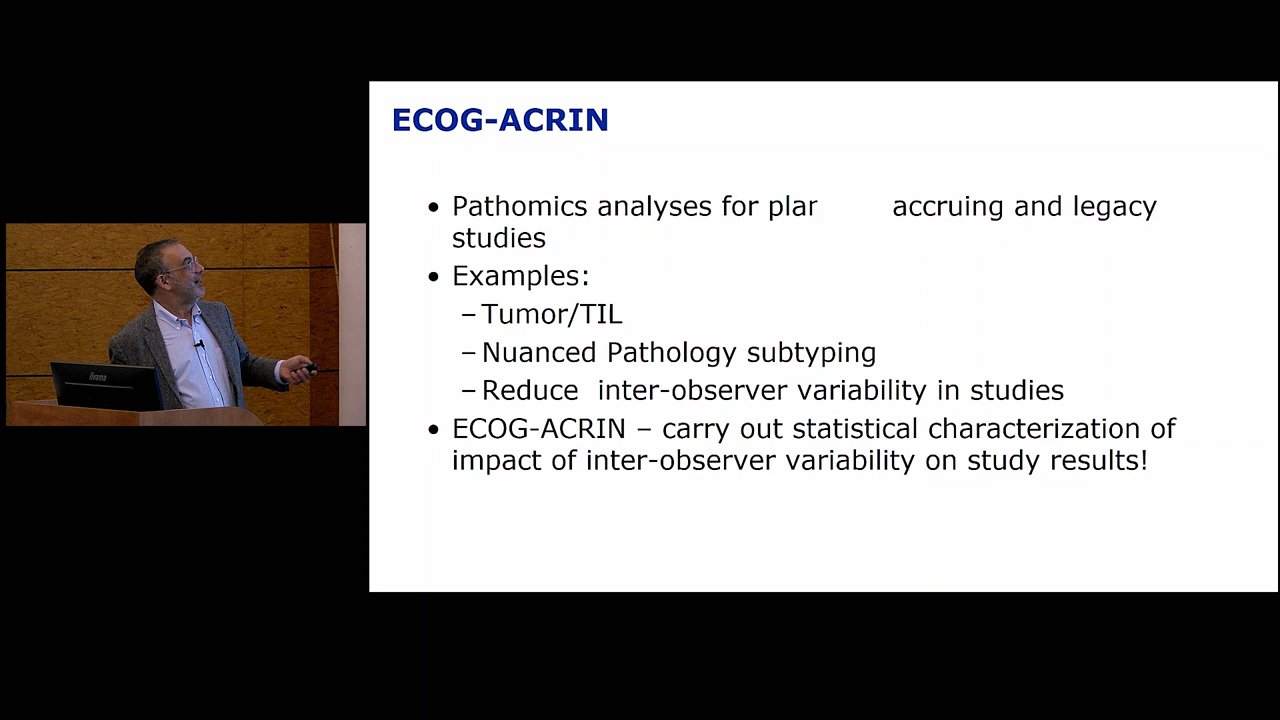 ECOG-ACRIN
• Pathomics analyses for accruing and legacy
studies
• Examples:
– Tumor/TIL
– Nuanced Pathology subtyping
– Reduce inter-observer variability in studies
• ECOG-ACRIN – carry out statistical characterization of
impact of inter-observer variability on study results!
iiyama